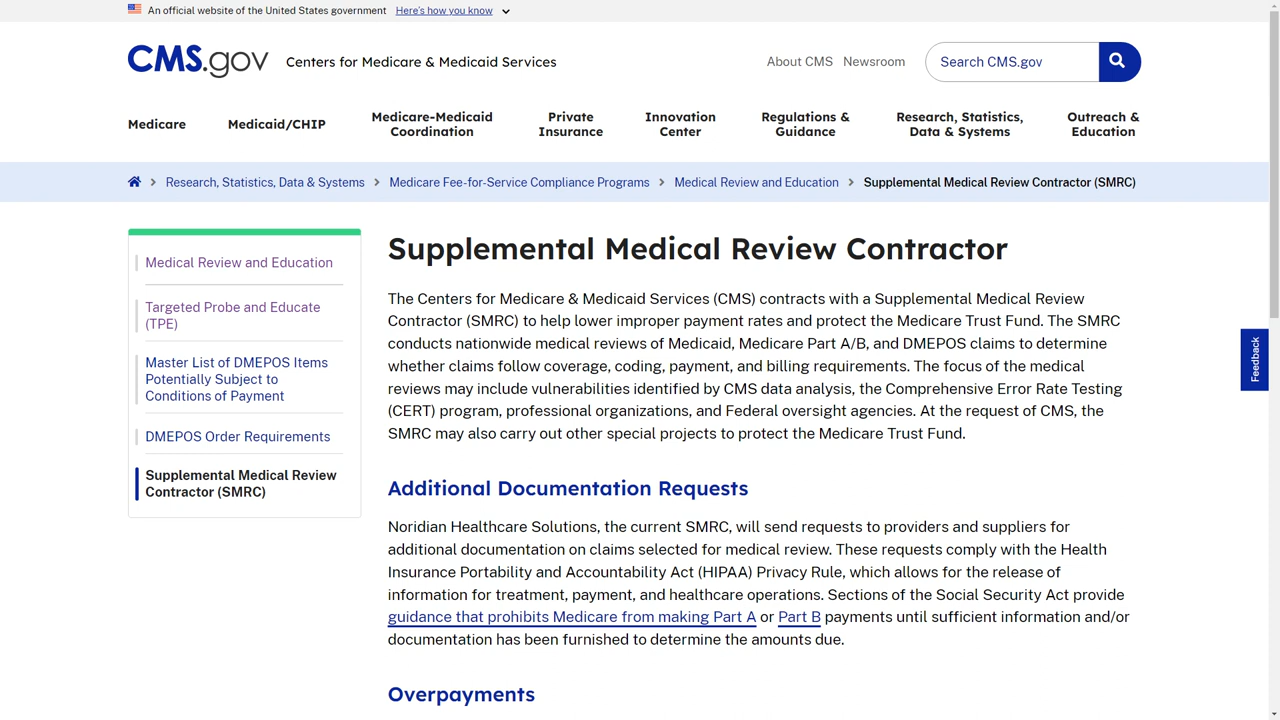 An official website of the United States government Here's how you know
CMS.gov Centers for Medicare & Medicaid Services
About CMS Newsroom Search CMS.gov
Medicare Medicaid/CHIP
Medicare-Medicaid
Coordination
Private
Insurance
Innovation
Center
Regulations &
Guidance
Research, Statistics,
Data & Systems
Outreach &
Education
Research, Statistics, Data & Systems Medicare Fee-for-Service Compliance Programs Medical Review and Education Supplemental Medical Review Contractor (SMRC)
Medical Review and Education
Targeted Probe and Educate
(TPE)
Master List of DMEPOS Items
Potentially Subject to
Conditions of Payment
DMEPOS Order Requirements
Supplemental Medical Review
Contractor (SMRC)
Supplemental Medical Review Contractor
The Centers for Medicare & Medicaid Services (CMS) contracts with a Supplemental Medical Review
Contractor (SMRC) to help lower improper payment rates and protect the Medicare Trust Fund. The SMRC
conducts nationwide medical reviews of Medicaid, Medicare Part A/B, and DMEPOS claims to determine
whether claims follow coverage, coding, payment, and billing requirements. The focus of the medical
reviews may include vulnerabilities identified by CMS data analysis, the Comprehensive Error Rate Testing
(CERT) program, professional organizations, and Federal oversight agencies. At the request of CMS, the
SMRC may also carry out other special projects to protect the Medicare Trust Fund.
Additional Documentation Requests
Noridian Healthcare Solutions, the current SMRC, will send requests to providers and suppliers for
additional documentation on claims selected for medical review. These requests comply with the Health
Insurance Portability and Accountability Act (HIPAA) Privacy Rule, which allows for the release of
information for treatment, payment, and healthcare operations. Sections of the Social Security Act provide
guidance that prohibits Medicare from making Part A or Part B payments until sufficient information and/or
documentation has been furnished to determine the amounts due.
Overpayments
Feedback